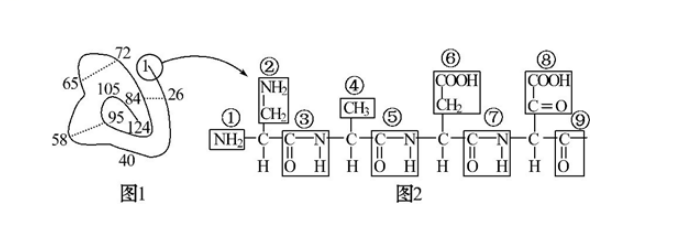 72
1
65
105
84
26
95
124
58
40
图1
② ④ ⑥ ⑧
NH₂ COOH COOH
① CH₂ ③ CH₃ ⑤ CH₂ ⑦ C=O ⑨
NH₂—C—C—N—C—C—N—C—C—N—C—C—
H O H H O H H O H H O
图2